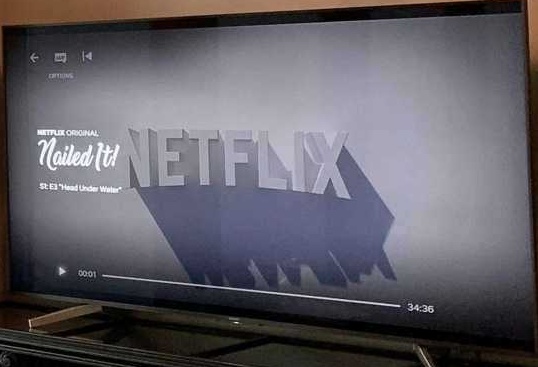 OPTIONS
NETFLIX ORIGINAL
Nailed It!
S1: E3 "Head Under Water"
NETFLIX
00:01
34:36